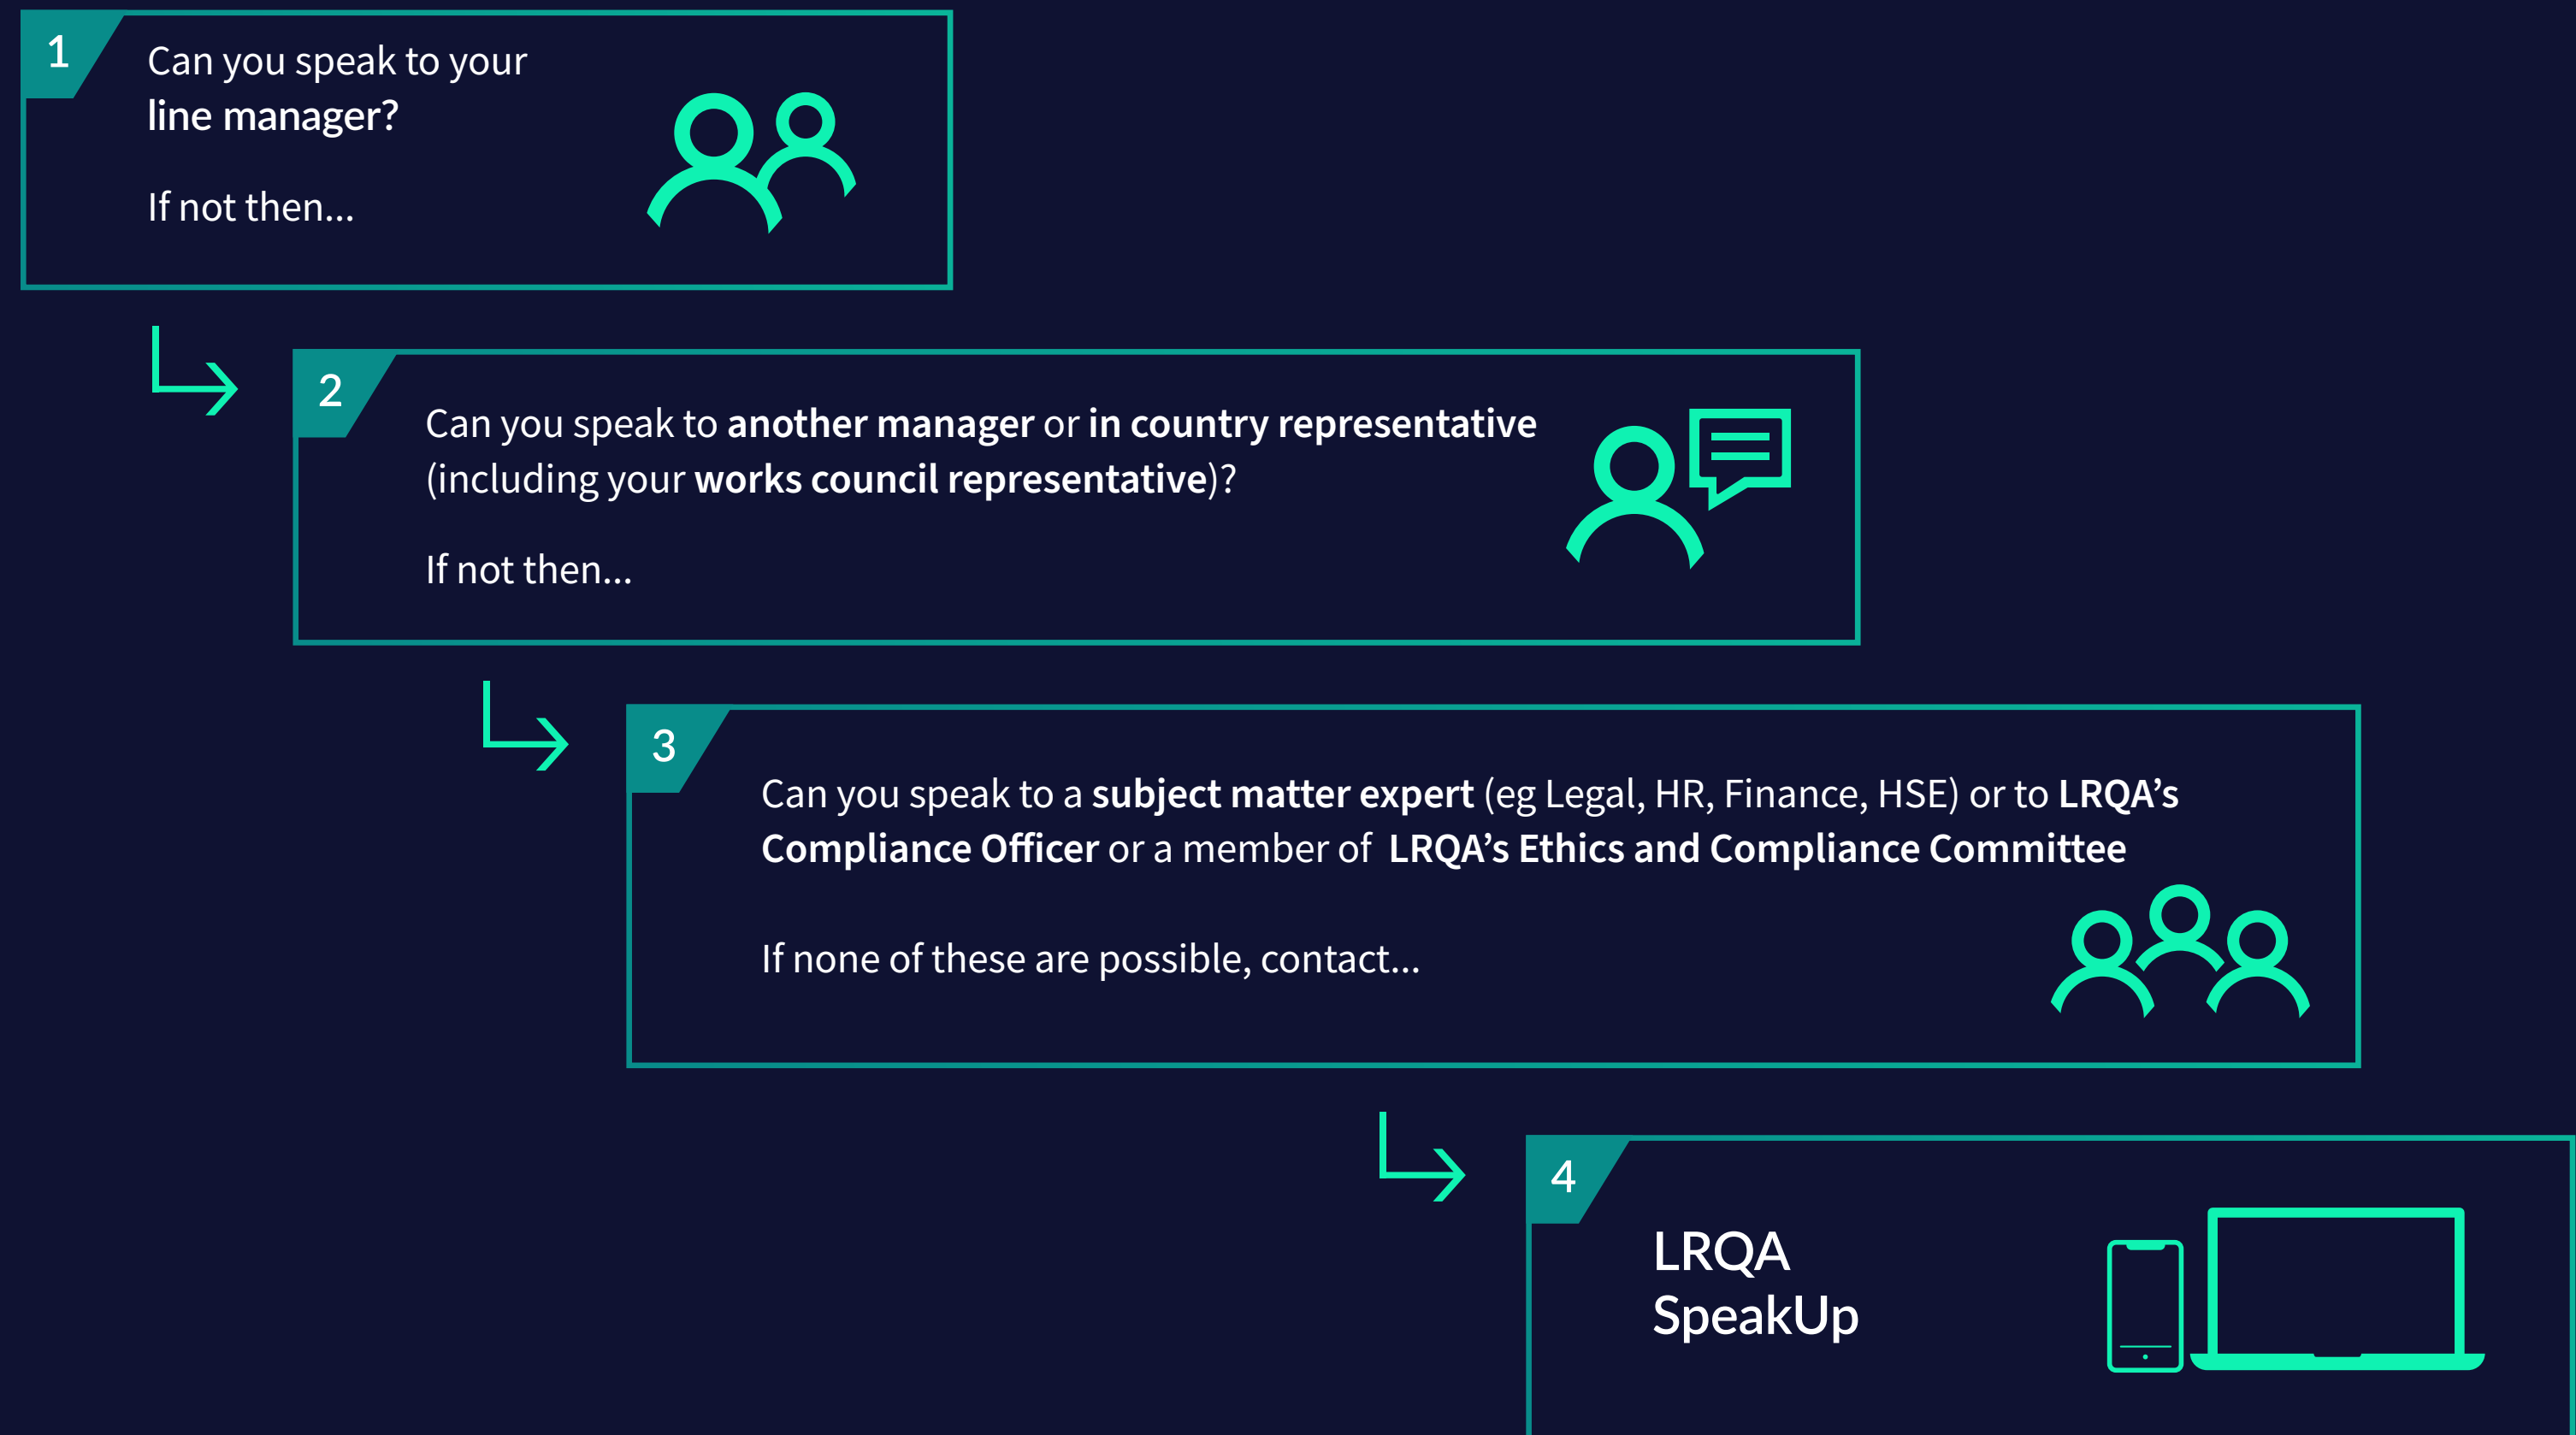 1
Can you speak to your
line manager?
If not then...
2
Can you speak to another manager or in country representative
(including your works council representative)?
If not then...
3
Can you speak to a subject matter expert (eg Legal, HR, Finance, HSE) or to LRQA’s
Compliance Officer or a member of  LRQA’s Ethics and Compliance Committee
If none of these are possible, contact...
4
LRQA
SpeakUp